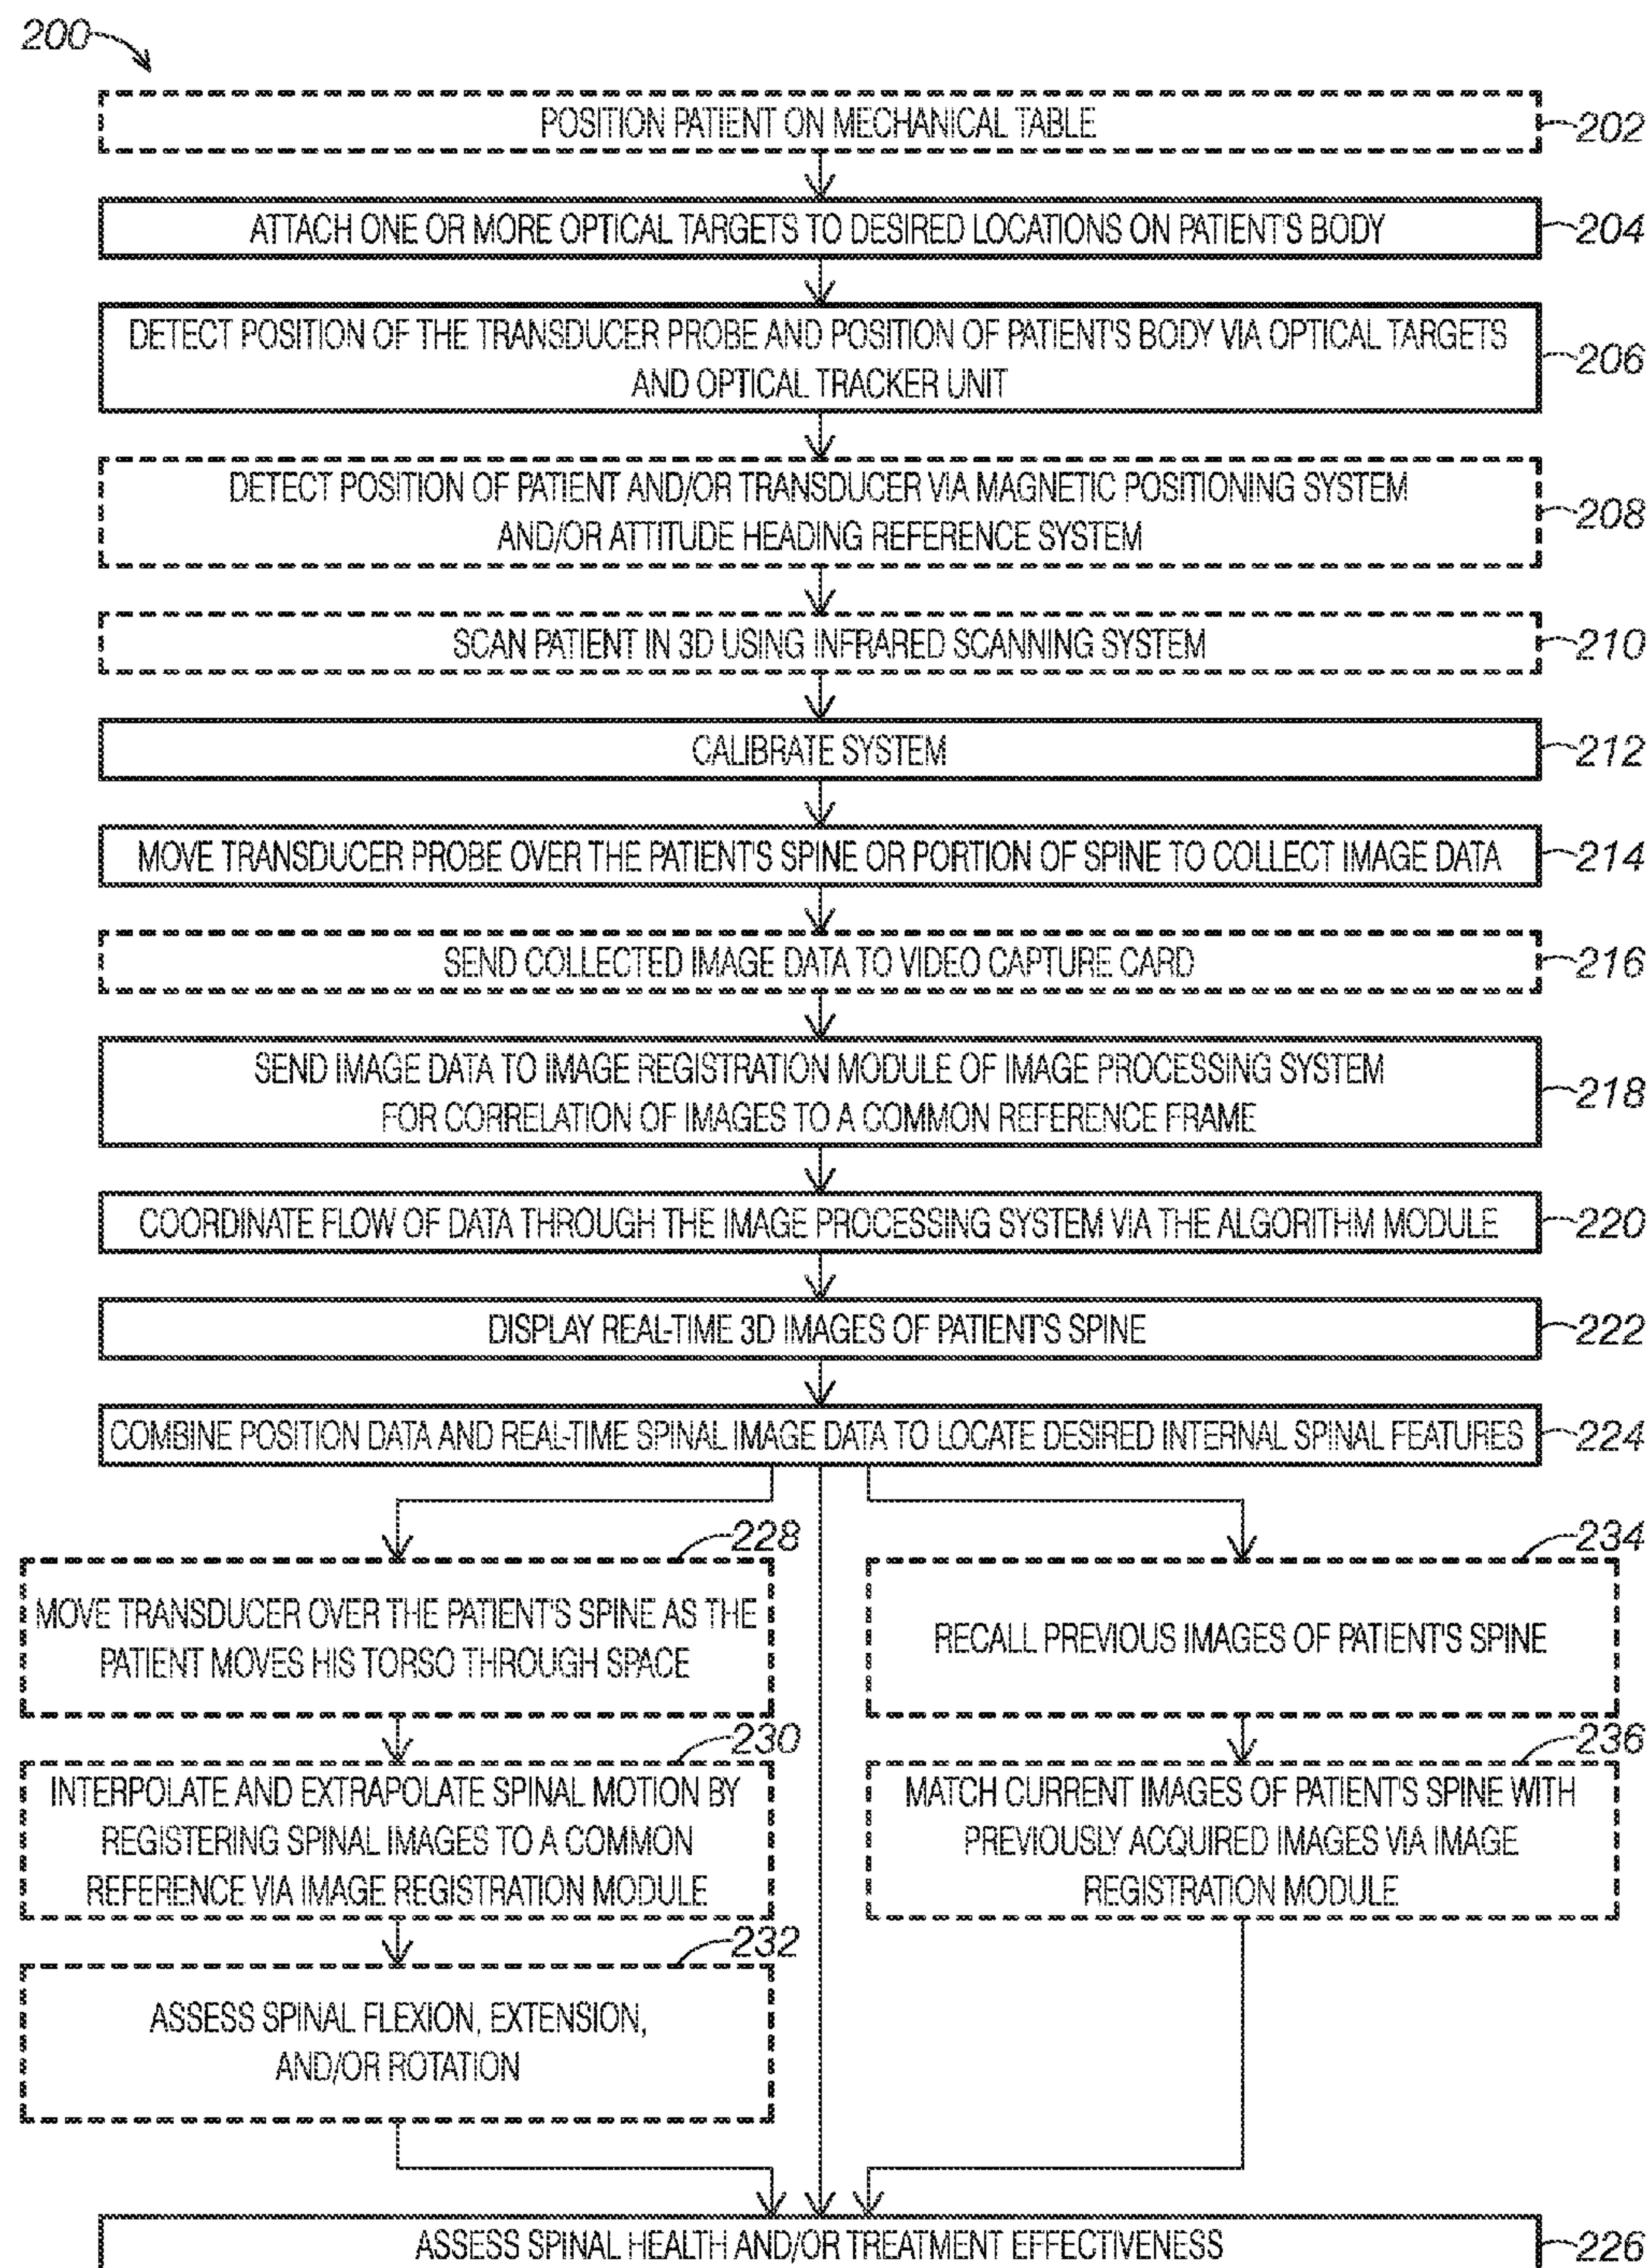 200
POSITION PATIENT ON MECHANICAL TABLE
202
ATTACH ONE OR MORE OPTICAL TARGETS TO DESIRED LOCATIONS ON PATIENT'S BODY
204
DETECT POSITION OF THE TRANSDUCER PROBE AND POSITION OF PATIENT'S BODY VIA OPTICAL TARGETS
AND OPTICAL TRACKER UNIT
206
DETECT POSITION OF PATIENT AND/OR TRANSDUCER VIA MAGNETIC POSITIONING SYSTEM
AND/OR ATTITUDE HEADING REFERENCE SYSTEM
208
SCAN PATIENT IN 3D USING INFRARED SCANNING SYSTEM
210
CALIBRATE SYSTEM
212
MOVE TRANSDUCER PROBE OVER THE PATIENT'S SPINE OR PORTION OF SPINE TO COLLECT IMAGE DATA
214
SEND COLLECTED IMAGE DATA TO VIDEO CAPTURE CARD
216
SEND IMAGE DATA TO IMAGE REGISTRATION MODULE OF IMAGE PROCESSING SYSTEM
FOR CORRELATION OF IMAGES TO A COMMON REFERENCE FRAME
218
COORDINATE FLOW OF DATA THROUGH THE IMAGE PROCESSING SYSTEM VIA THE ALGORITHM MODULE
220
DISPLAY REAL-TIME 3D IMAGES OF PATIENT'S SPINE
222
COMBINE POSITION DATA AND REAL-TIME SPINAL IMAGE DATA TO LOCATE DESIRED INTERNAL SPINAL FEATURES
224
228
MOVE TRANSDUCER OVER THE PATIENT'S SPINE AS THE
PATIENT MOVES HIS TORSO THROUGH SPACE
230
INTERPOLATE AND EXTRAPOLATE SPINAL MOTION BY
REGISTERING SPINAL IMAGES TO A COMMON
REFERENCE VIA IMAGE REGISTRATION MODULE
232
ASSESS SPINAL FLEXION, EXTENSION,
AND/OR ROTATION
234
RECALL PREVIOUS IMAGES OF PATIENT'S SPINE
236
MATCH CURRENT IMAGES OF PATIENT'S SPINE WITH
PREVIOUSLY ACQUIRED IMAGES VIA IMAGE
REGISTRATION MODULE
ASSESS SPINAL HEALTH AND/OR TREATMENT EFFECTIVENESS
226